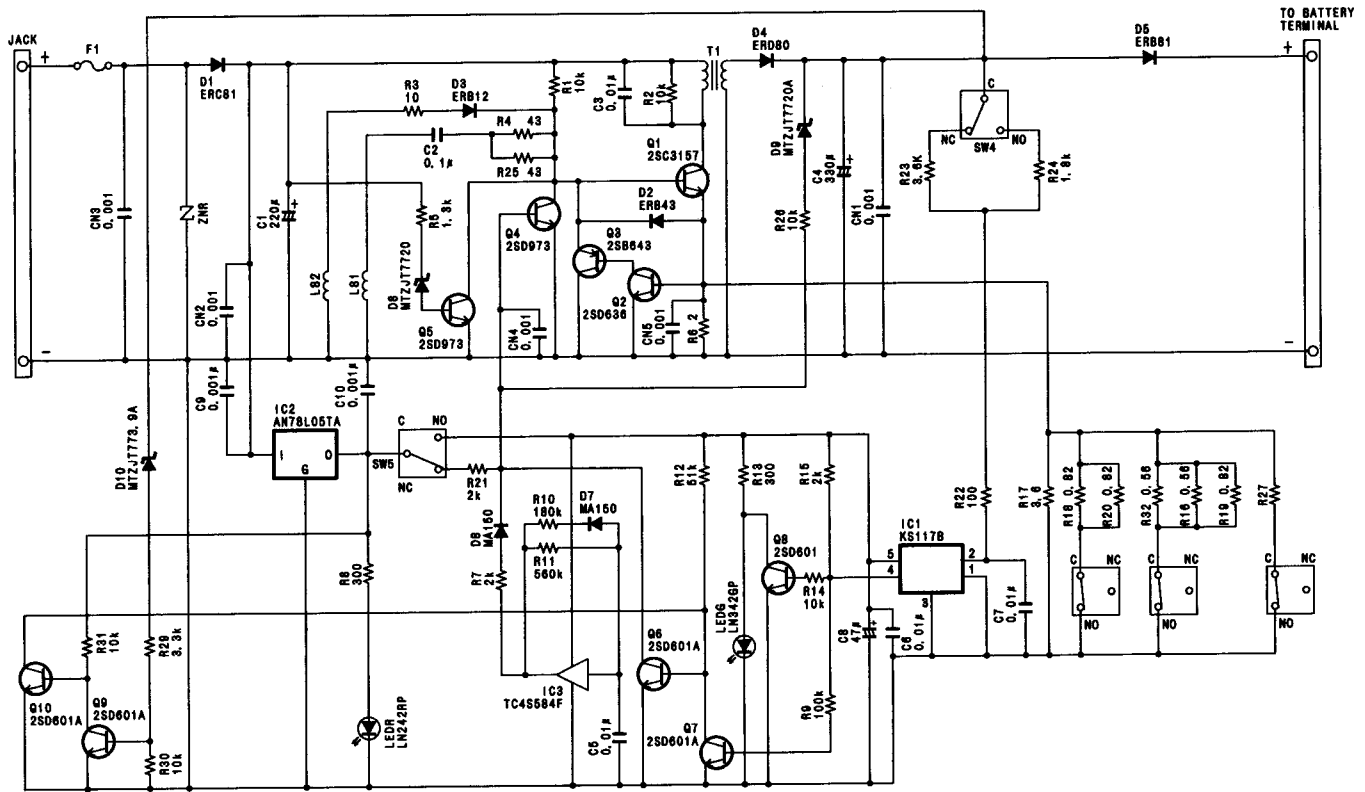 JACK
+
F1
D1
ERC81
CN3
0.001
ZNR
CN2
0.001
C1
220μ
+
L82
L81
R3
10
D3
ERB12
C2
0.1μ
R4 43
R25 43
R1
10k
C3
0.01μ
R2
10k
T1
D4
ERD80
D5
ERB81
TO BATTERY
TERMINAL
+
Q1
2SC3157
D2
ERB43
D9
MTZJT7720A
C4
330μ
+
CN1
0.001
C
NC
SW4
NO
R23
3.6K
R24
1.8k
R5
1.3k
Q4
2SD973
Q3
2SB643
Q2
2SD636
R26
10k
D8
MTZJT7720
Q5
2SD973
CN4
0.001
CN5
0.001
R6 2
-
-
C9
0.001μ
C10
0.001μ
IC2
AN78L05TA
I
O
G
C
NO
SW5
NC
R21
2k
D10
MTZJT773.9A
R10
180k
D7
MA150
D6
MA150
R11
560k
R7
2k
R12
51k
R13
300
R15
2k
R22
100
R17
3.6
R18 0.82
R20 0.82
R32 0.56
R16 0.56
R19 0.82
R27
Q8
2SD601
R14
10k
IC1
KS117B
5
4
2
1
3
C
NC
NO
C
NC
NO
C
NC
NO
R8
300
LEDG
LN342GP
C8
47μ
+
C6
0.01μ
C7
0.01μ
R31
10k
R29
3.3k
Q6
2SD601A
IC3
TC4S584F
Q10
2SD601A
Q9
2SD601A
R30
10k
LEDR
LN242RP
C5
0.01μ
Q7
2SD601A
R9
100k